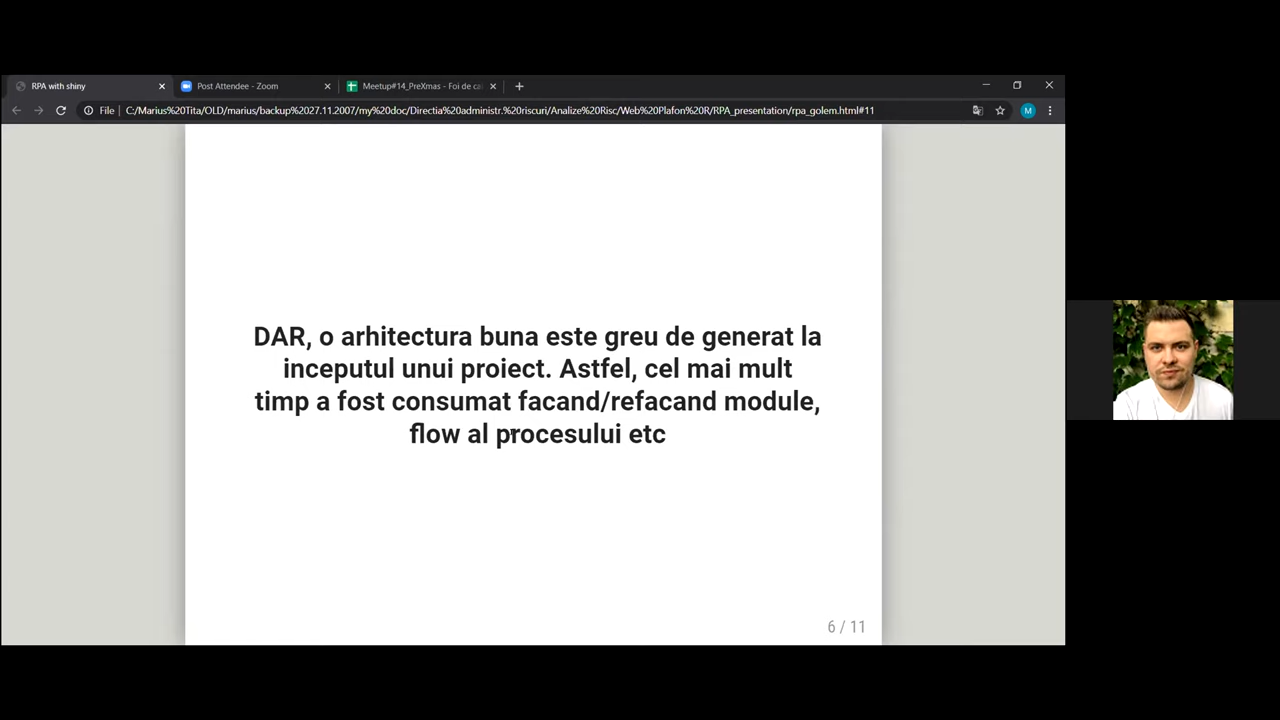 RPA with shiny
Post Attendee - Zoom
Meetup#14_PreXmas - Foi de ca
File
C:/Marius%20Tita/OLD/marius/backup%2027.11.2007/my%20doc/Directia%20administr.%20riscuri/Analize%20Risc/Web%20Plafon%20R/RPA_presentation/rpa_golem.html#11
M
DAR, o arhitectura buna este greu de generat la
inceputul unui proiect. Astfel, cel mai mult
timp a fost consumat facand/refacand module,
flow al procesului etc
6 / 11